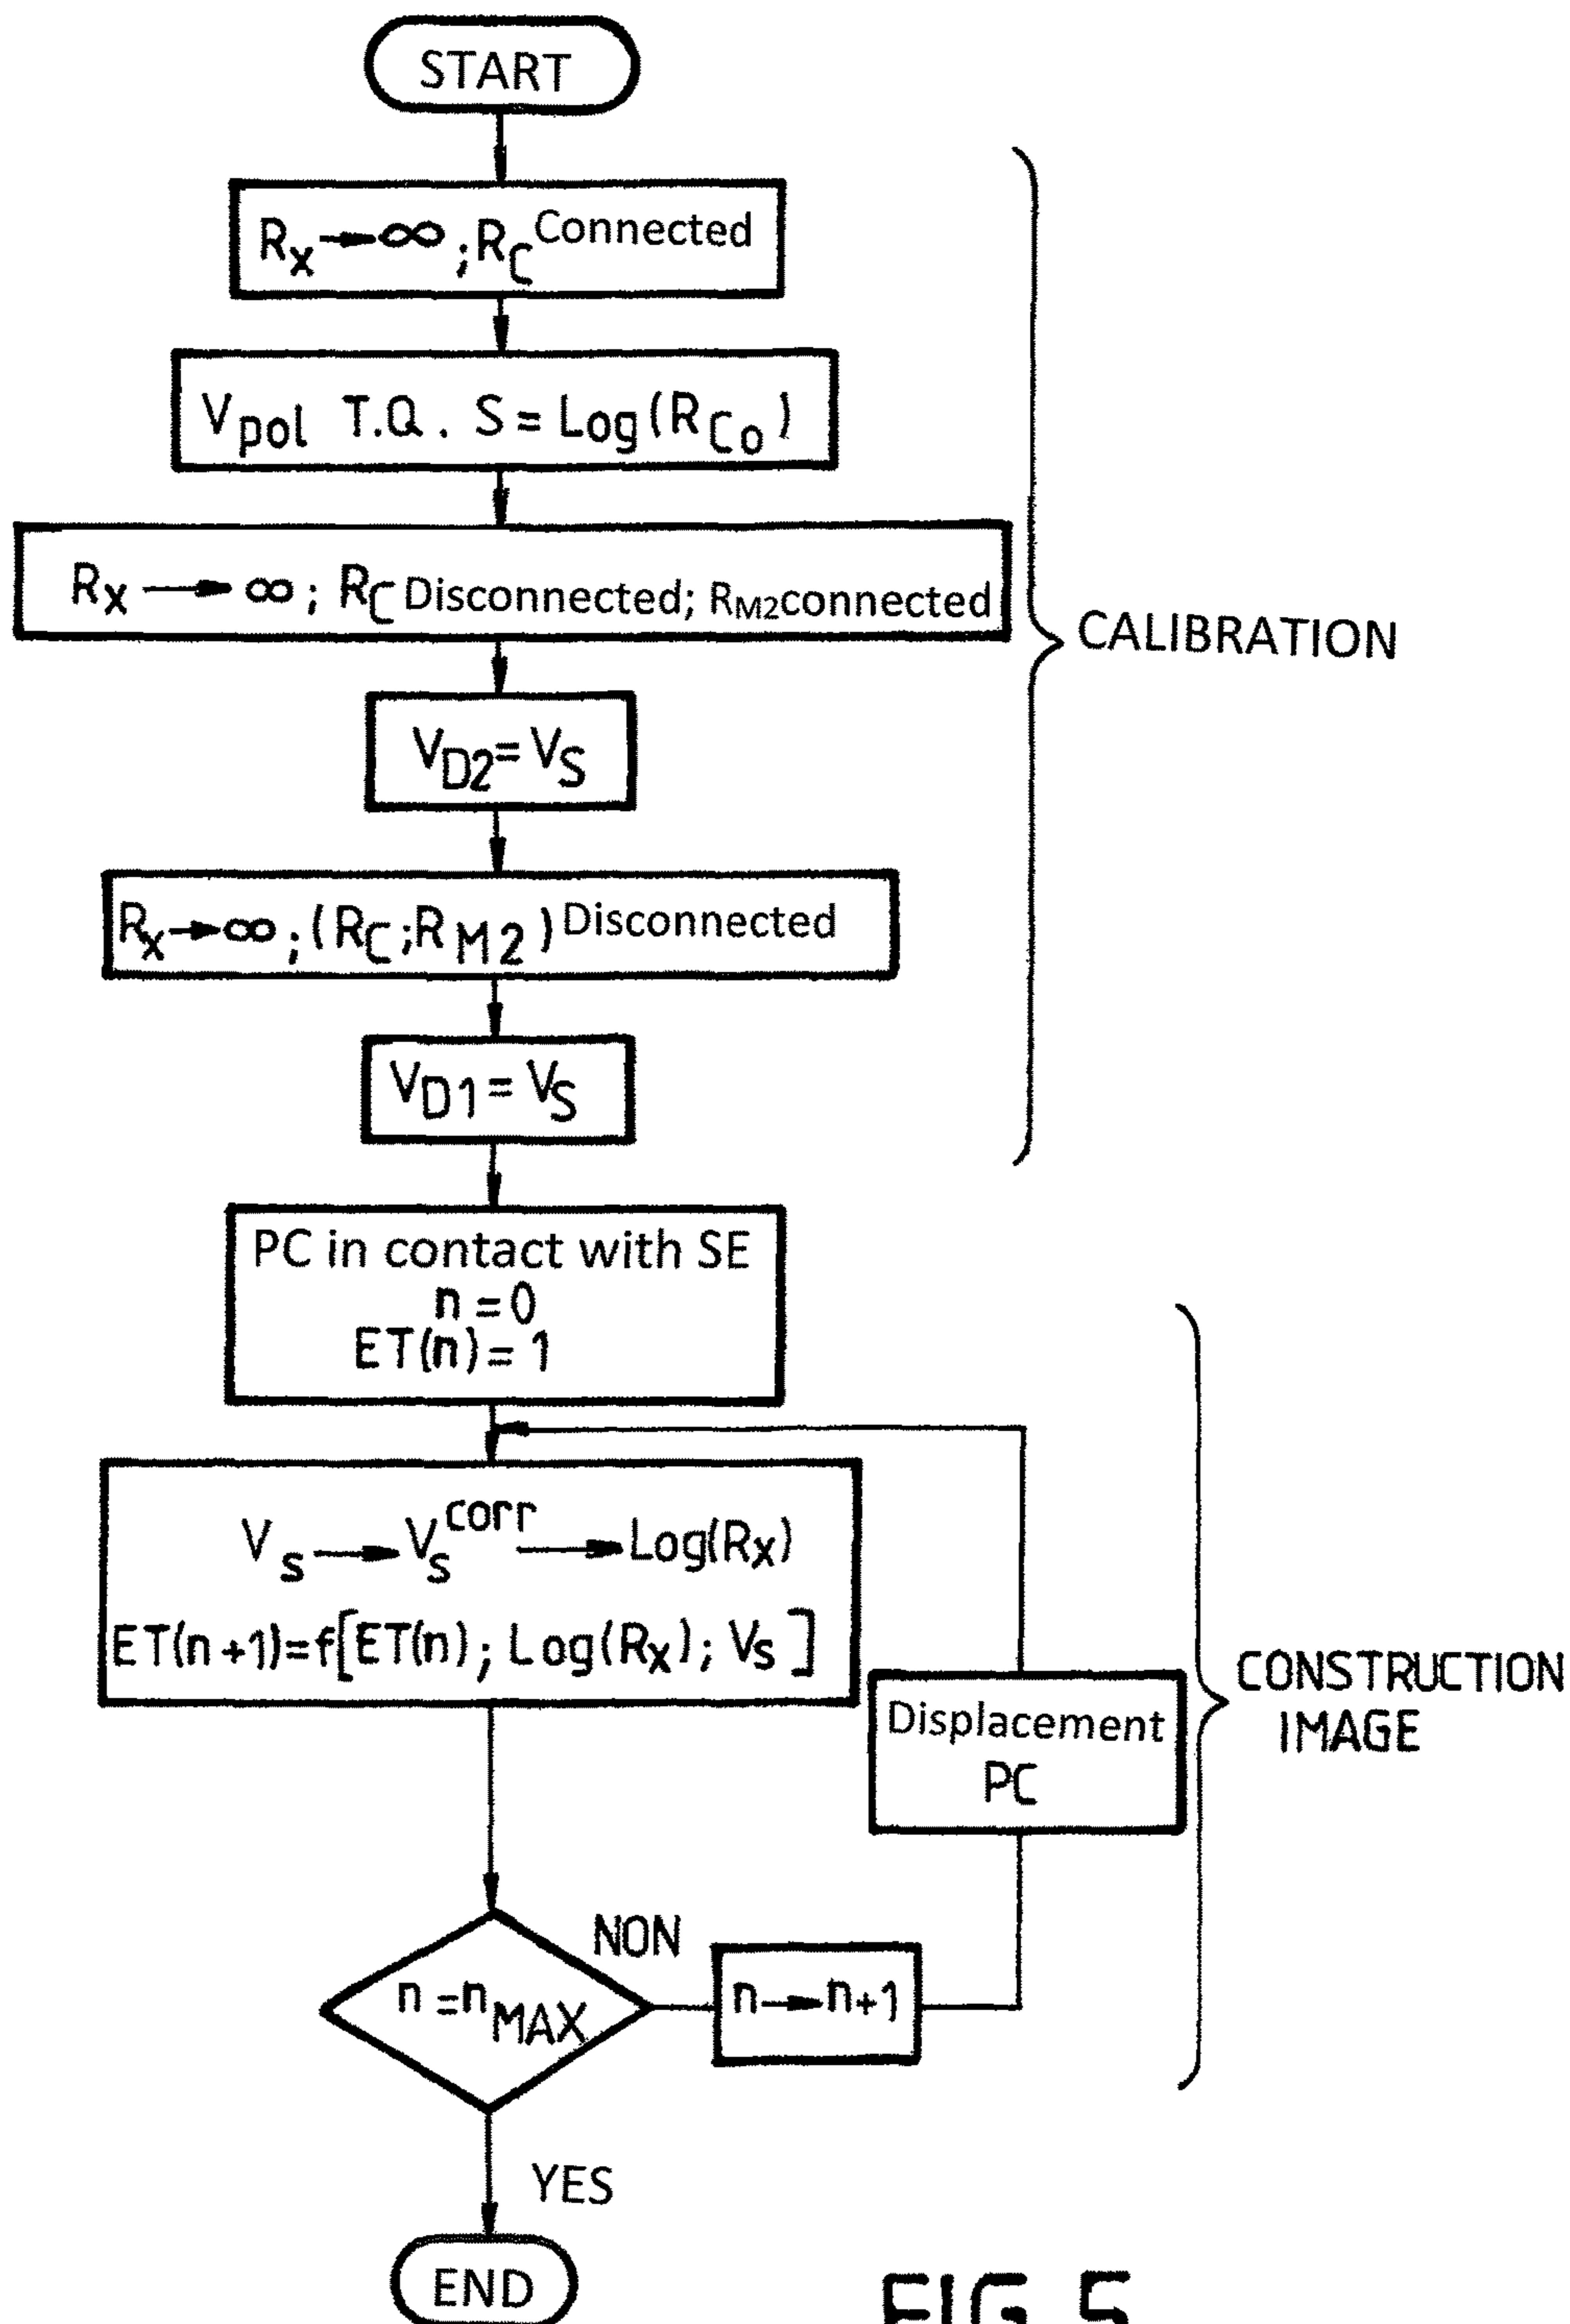 START
Rx→∞ ; RC Connected
Vpol T.Q. S = Log(RCo)
Rx → ∞ ; RC Disconnected; RM2 connected
CALIBRATION
VD2 = VS
Rx→∞ ; (RC ; RM2) Disconnected
VD1 = VS
PC in contact with SE
n = 0
ET(n) = 1
Vs → Vs^corr → Log(Rx)
ET(n+1)=f[ET(n); Log(Rx); Vs]
Displacement
PC
CONSTRUCTION
IMAGE
NON
n = nMAX
n→n+1
YES
END
FIG.5